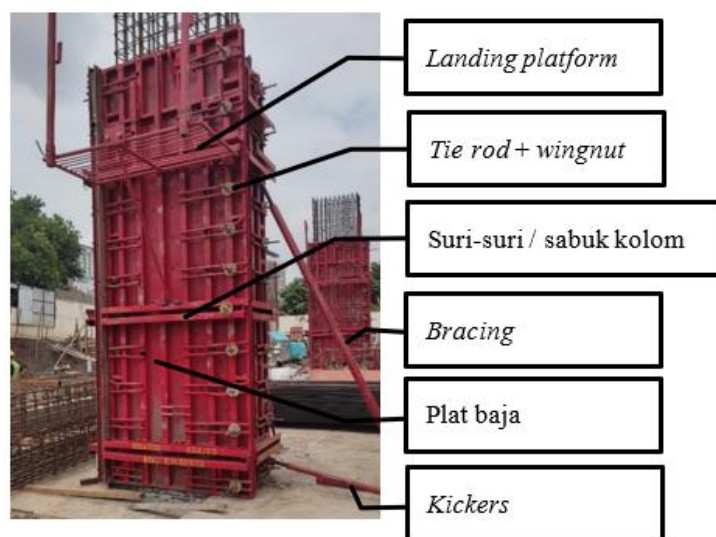 Landing platform
Tie rod + wingnut
Suri-suri / sabuk kolom
Bracing
Plat baja
Kickers